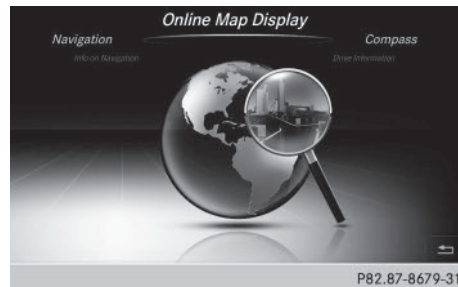 Online Map Display
Navigation
Compass
Info on Navigation
Drive Information
P82.87-8679-31